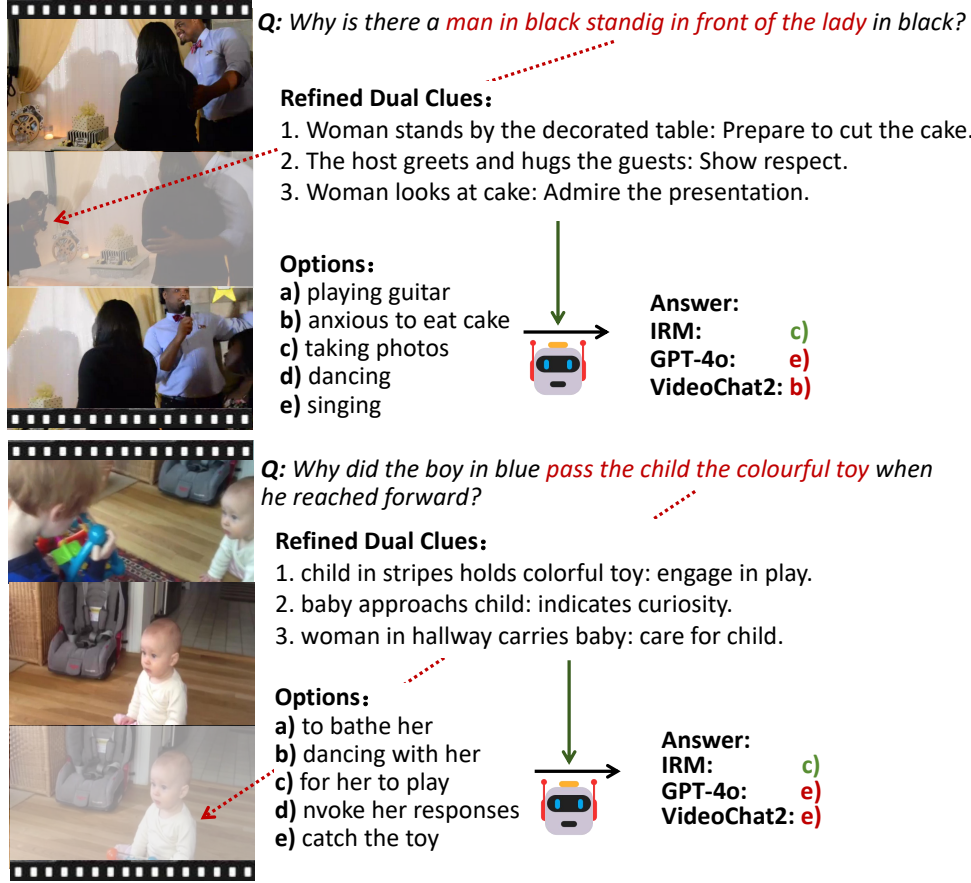 Q: Why is there a man in black standig in front of the lady in black?
Refined Dual Clues：
1. Woman stands by the decorated table: Prepare to cut the cake.
2. The host greets and hugs the guests: Show respect.
3. Woman looks at cake: Admire the presentation.
Options：
a) playing guitar
b) anxious to eat cake
c) taking photos
d) dancing
e) singing
Answer:
IRM: c)
GPT-4o: e)
VideoChat2: b)
Q: Why did the boy in blue pass the child the colourful toy when
he reached forward?
Refined Dual Clues：
1. child in stripes holds colorful toy: engage in play.
2. baby approachs child: indicates curiosity.
3. woman in hallway carries baby: care for child.
Options：
a) to bathe her
b) dancing with her
c) for her to play
d) nvoke her responses
e) catch the toy
Answer:
IRM: c)
GPT-4o: e)
VideoChat2: e)